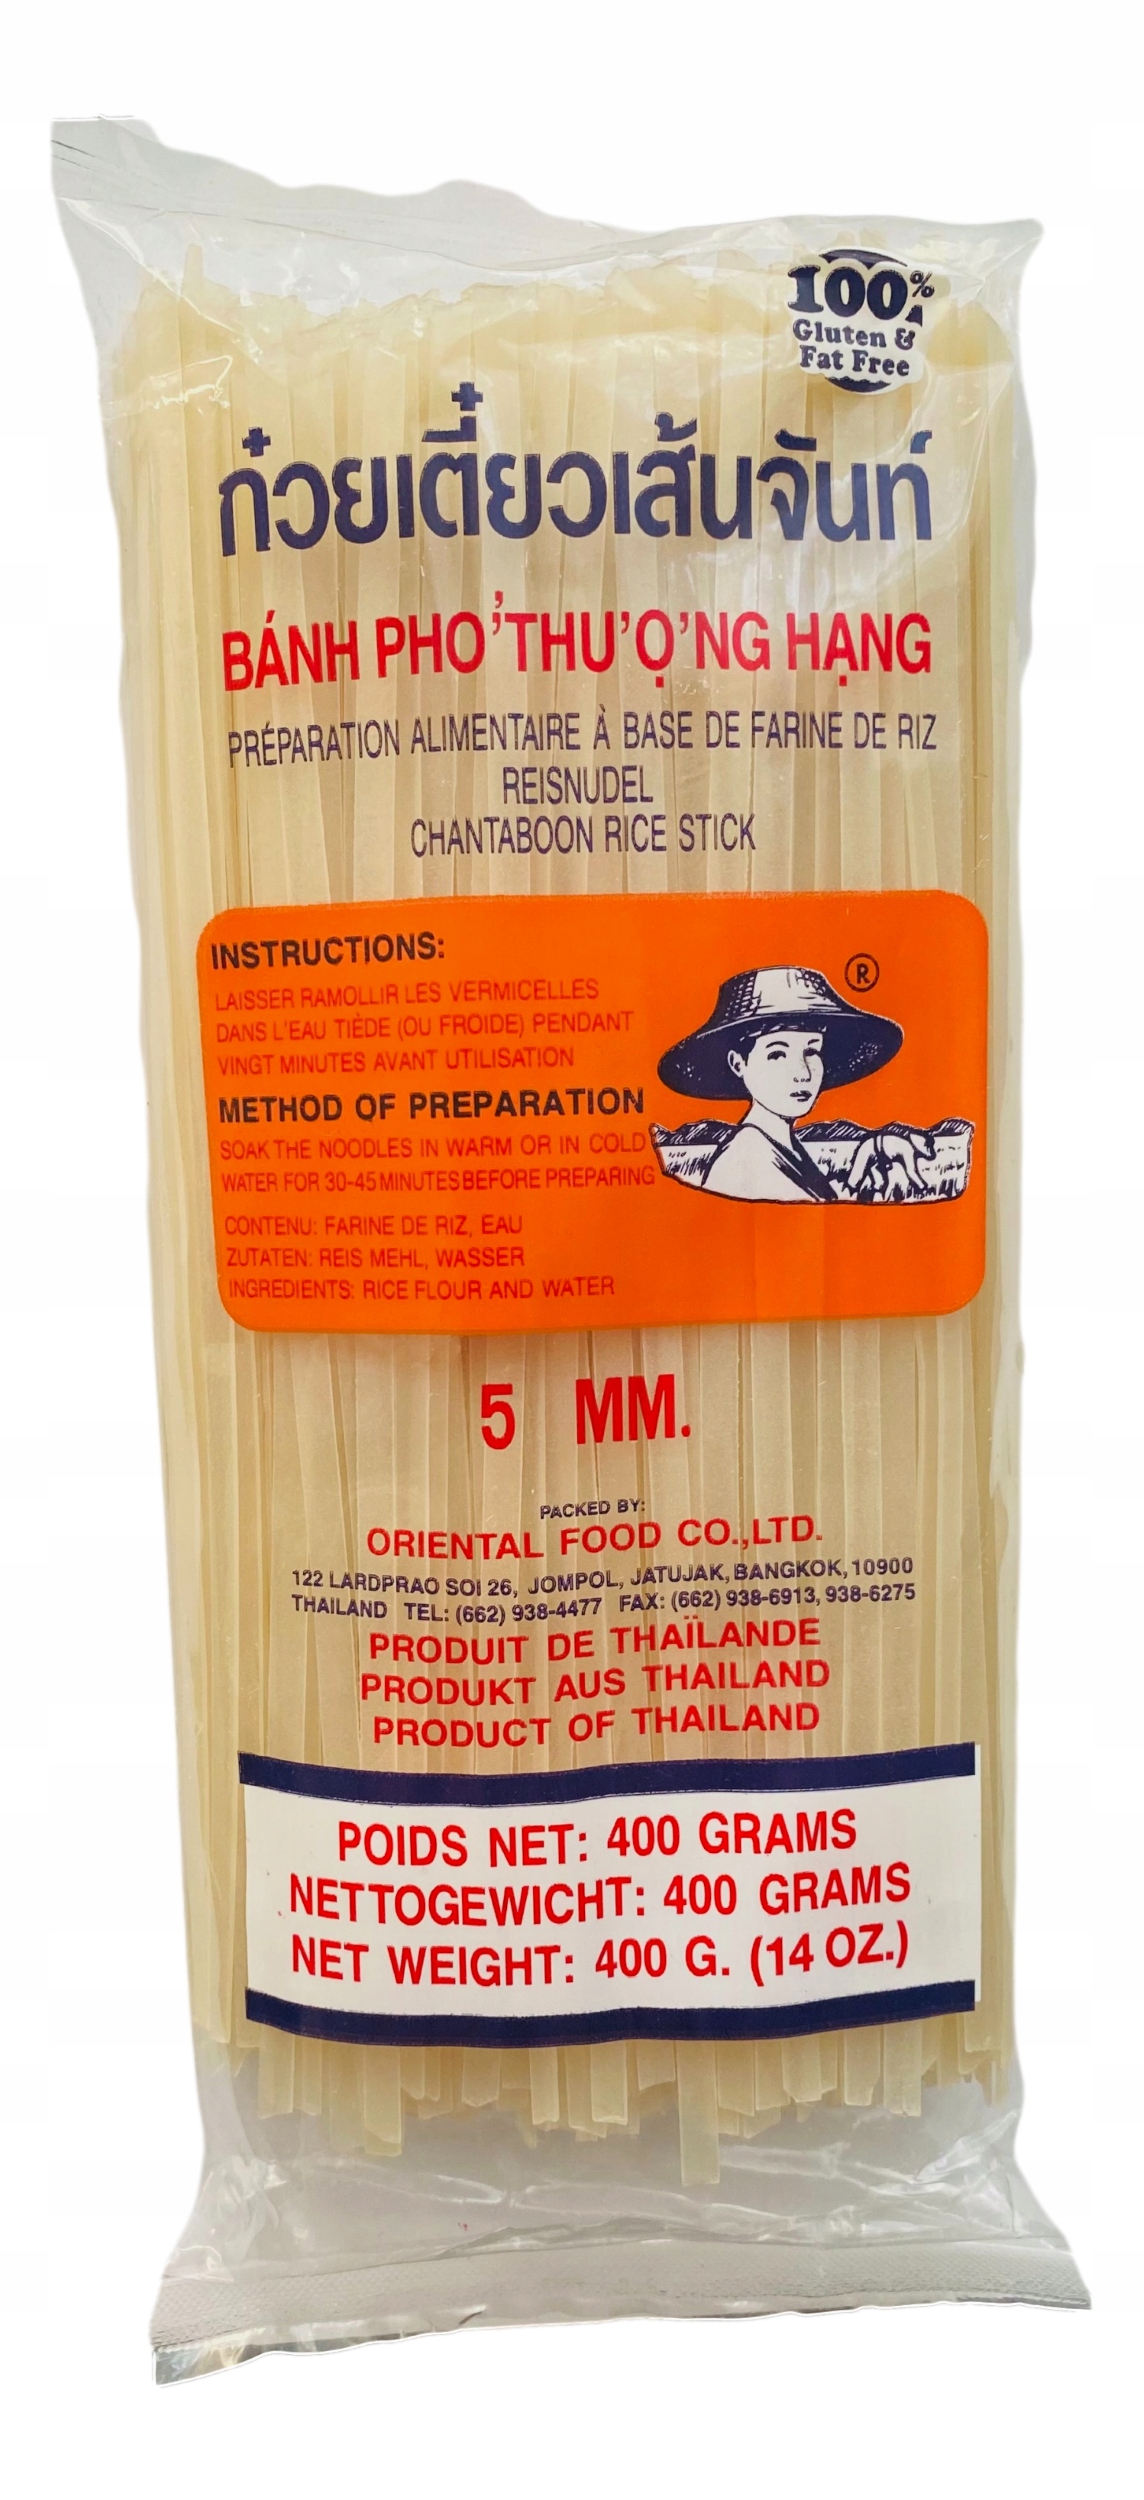 100%
Gluten &
Fat Free
ก๋วยเตี๋ยวเส้นจันท์
BÁNH PHO’̉ THU’Ọ’NG HẠNG
PRÉPARATION ALIMENTAIRE À BASE DE FARINE DE RIZ
REISNUDEL
CHANTABOON RICE STICK
INSTRUCTIONS:
LAISSER RAMOLLIR LES VERMICELLES
DANS L'EAU TIÈDE (OU FROIDE) PENDANT
VINGT MINUTES AVANT UTILISATION
METHOD OF PREPARATION
SOAK THE NOODLES IN WARM OR IN COLD
WATER FOR 30-45 MINUTES BEFORE PREPARING
CONTENU: FARINE DE RIZ, EAU
ZUTATEN: REIS MEHL, WASSER
INGREDIENTS: RICE FLOUR AND WATER
®
5 MM.
PACKED BY:
ORIENTAL FOOD CO.,LTD.
122 LARDPRAO SOI 26, JOMPOL, JATUJAK, BANGKOK, 10900
THAILAND TEL: (662) 938-4477 FAX: (662) 938-6913, 938-6275
PRODUIT DE THAÏLANDE
PRODUKT AUS THAILAND
PRODUCT OF THAILAND
POIDS NET: 400 GRAMS
NETTOGEWICHT: 400 GRAMS
NET WEIGHT: 400 G. (14 OZ.)